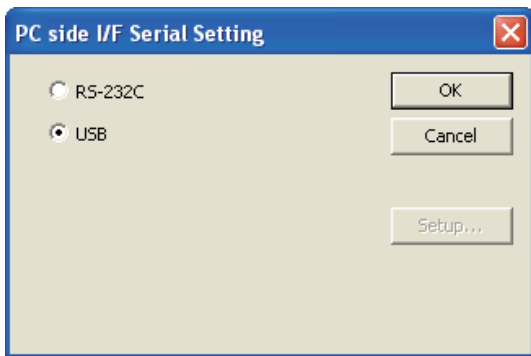 PC side I/F Serial Setting
RS-232C
OK
USB
Cancel
Setup...